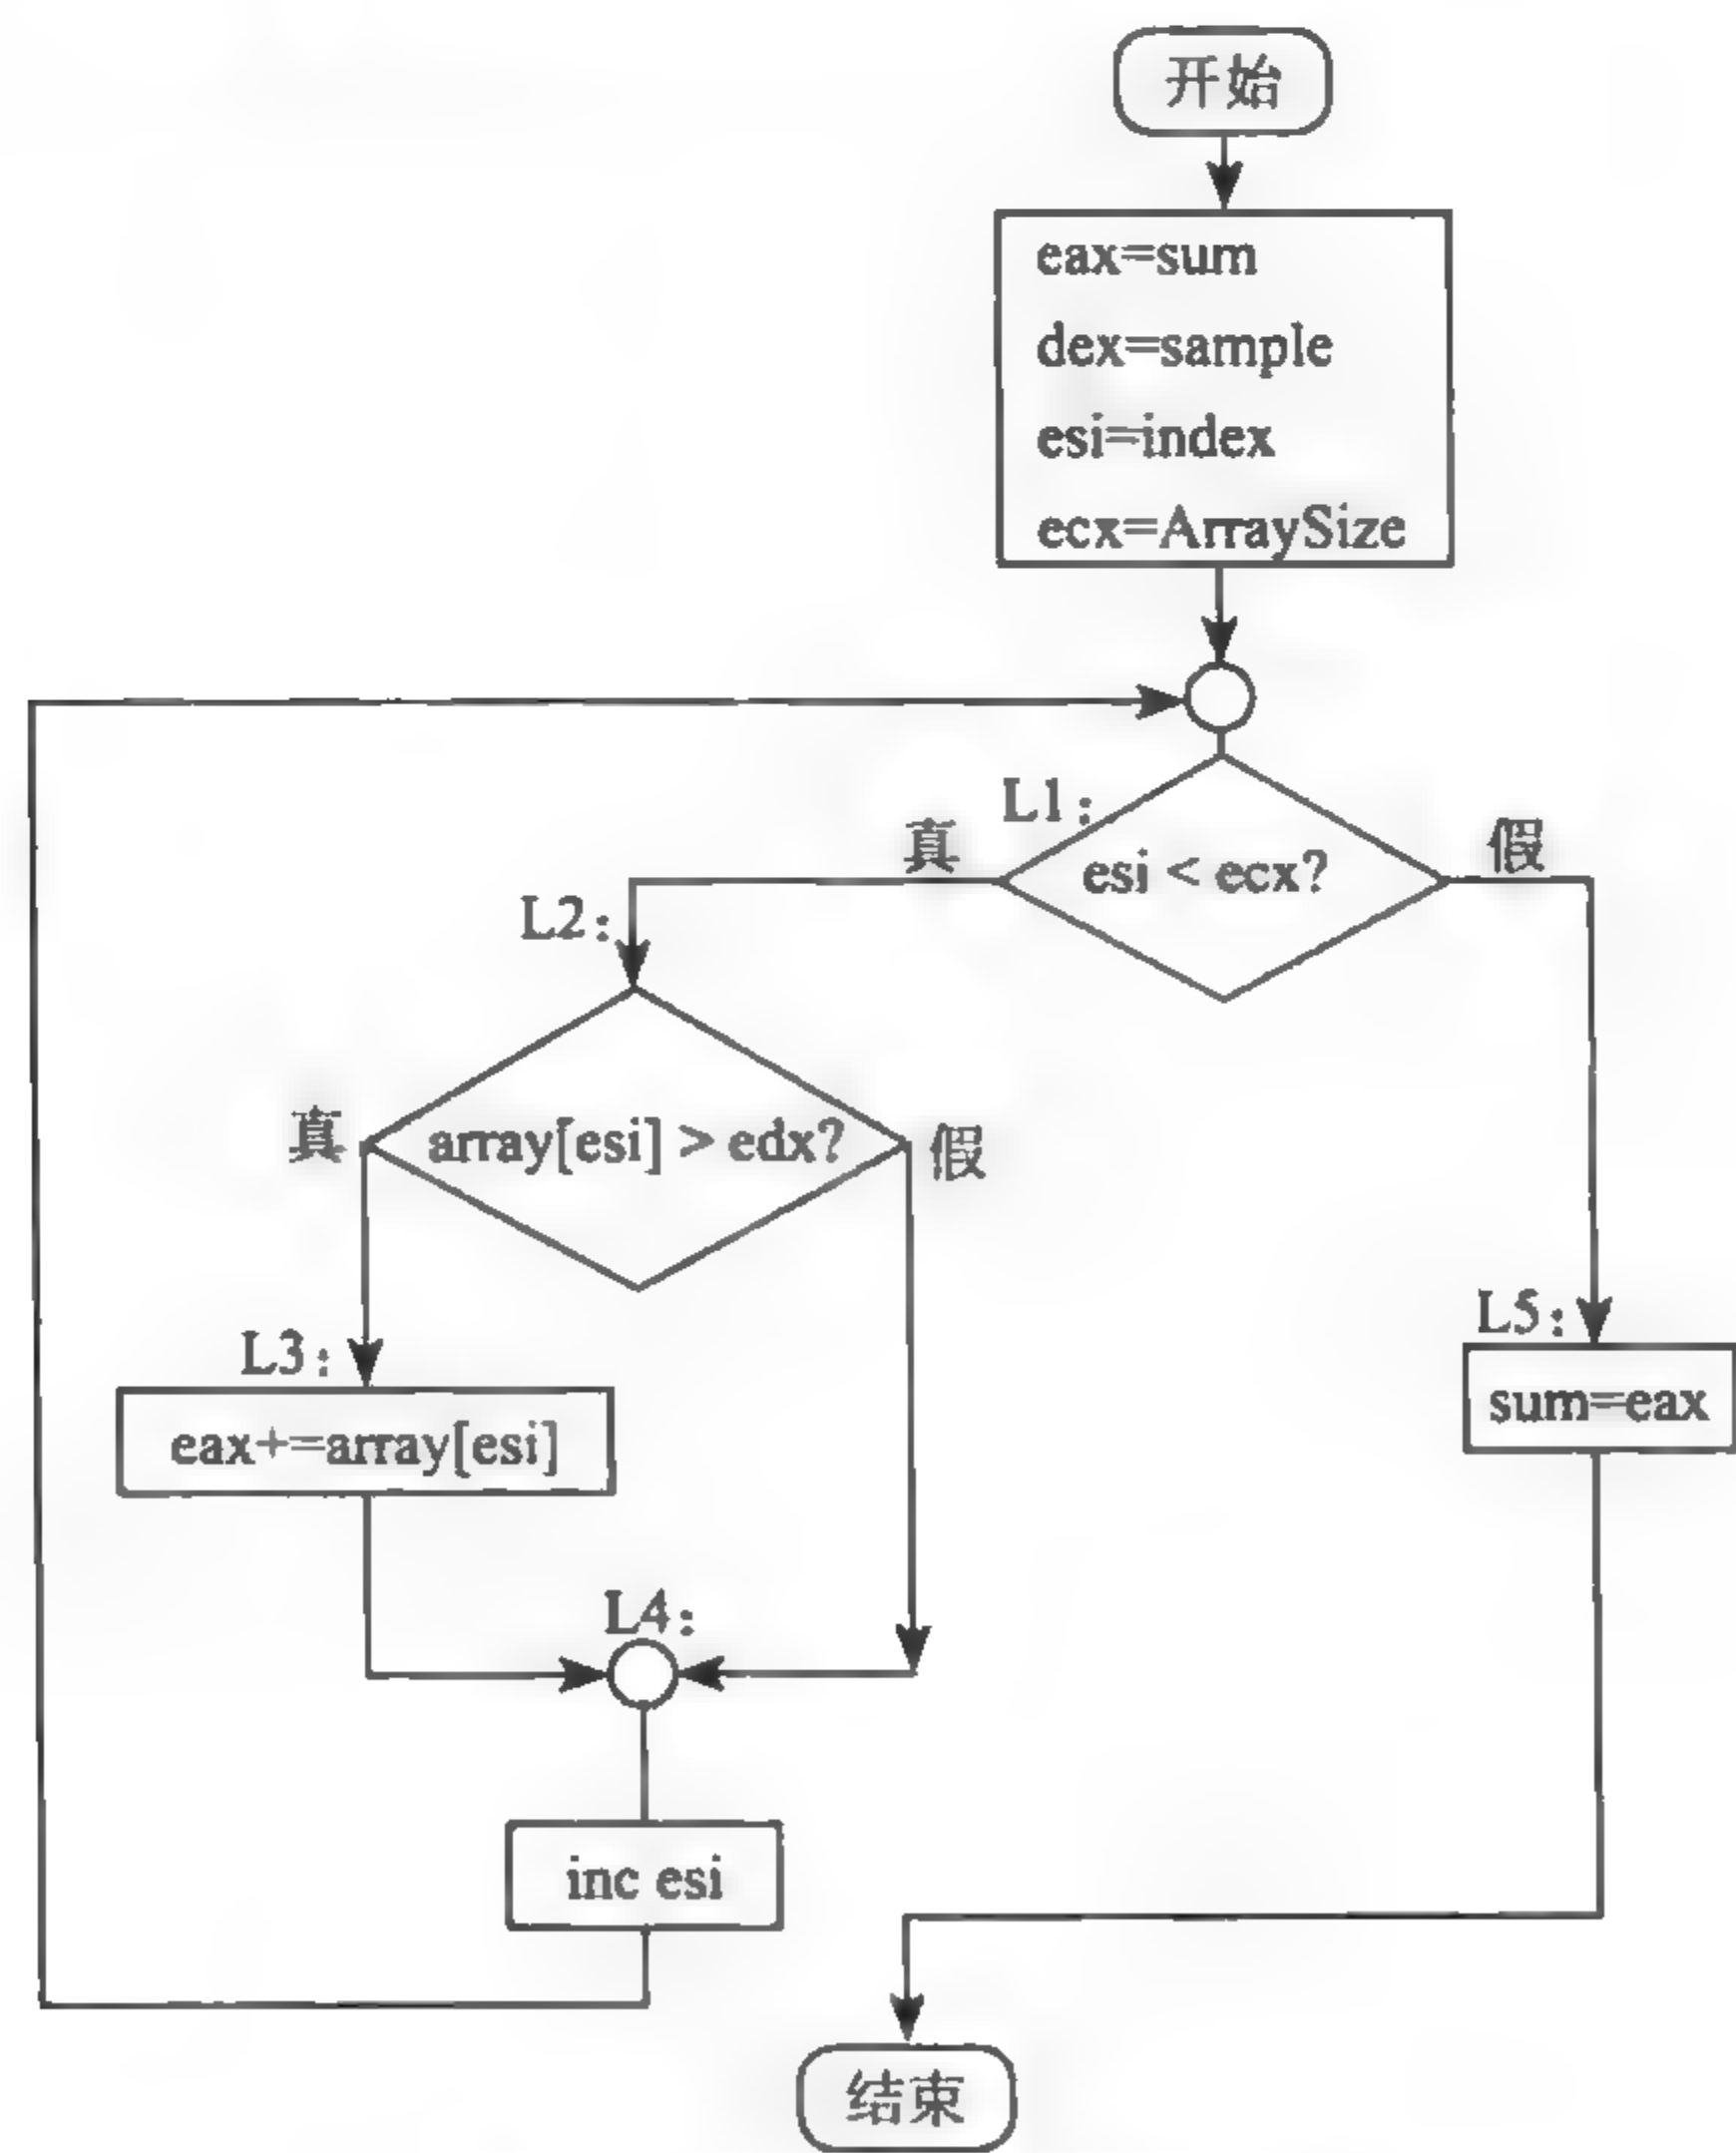 开始
eax=sum
dex=sample
esi=index
ecx=ArraySize
L1:
真
esi < ecx?
假
L2:
真
array[esi] > edx?
假
L3:
eax+=array[esi]
L4:
inc esi
L5:
sum=eax
结束